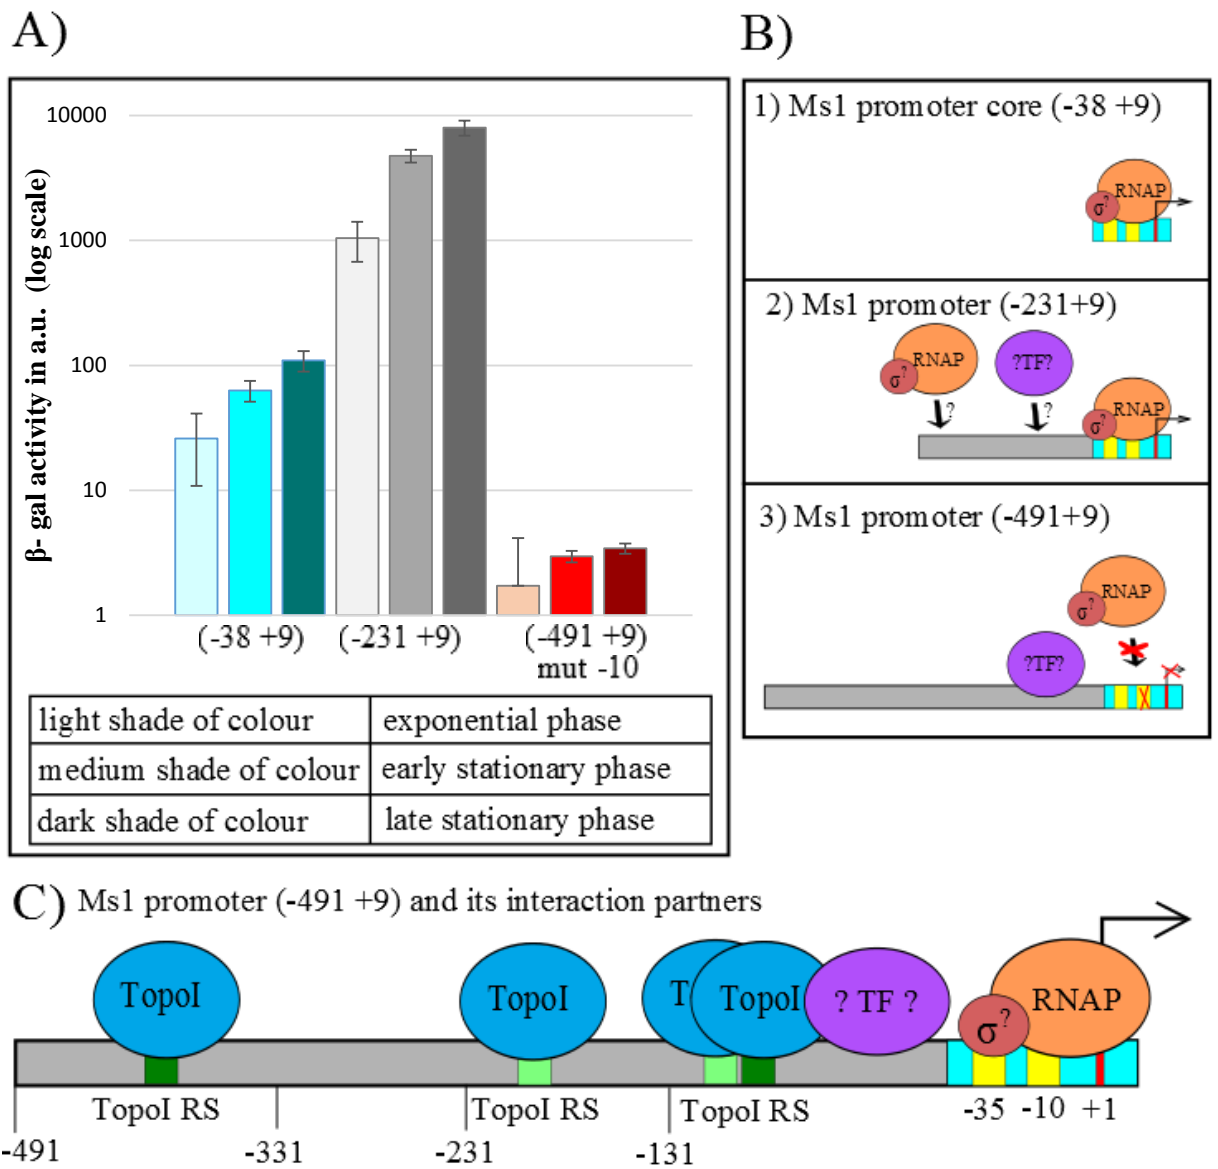 A)
β- gal activity in a.u. (log scale)
10000
1000
100
10
1
(-38 +9)
(-231 +9)
(-491 +9)
mut -10
light shade of colour
exponential phase
medium shade of colour
early stationary phase
dark shade of colour
late stationary phase
B)
1) Ms1 promoter core (-38 +9)
RNAP
σ?
2) Ms1 promoter (-231+9)
RNAP
σ?
?TF?
?
?
RNAP
σ?
3) Ms1 promoter (-491+9)
RNAP
σ?
?TF?
C) Ms1 promoter (-491 +9) and its interaction partners
TopoI
TopoI
T
TopoI
? TF ?
σ?
RNAP
TopoI RS
TopoI RS
TopoI RS
-35 -10 +1
-491
-331
-231
-131